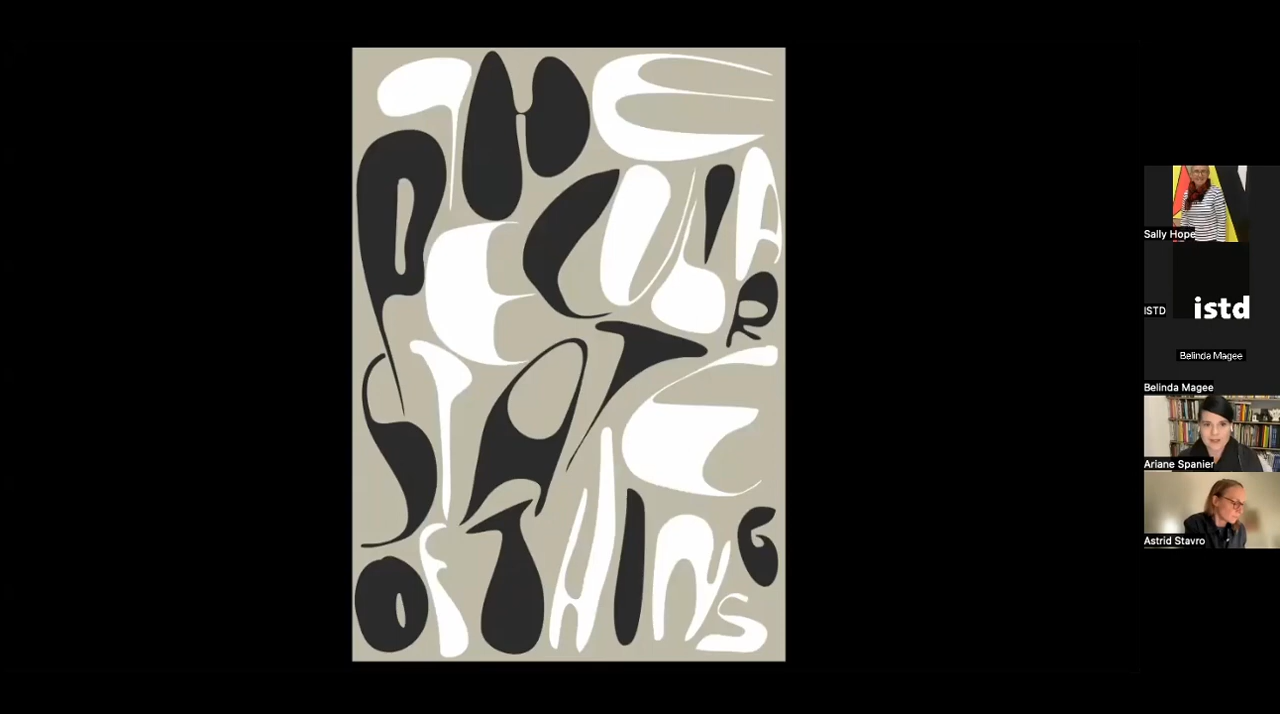 THE
PECULIAR
STATE
OF THINGS
Sally Hope
istd
ISTD
Belinda Magee
Belinda Magee
Ariane Spanier
Astrid Stavro